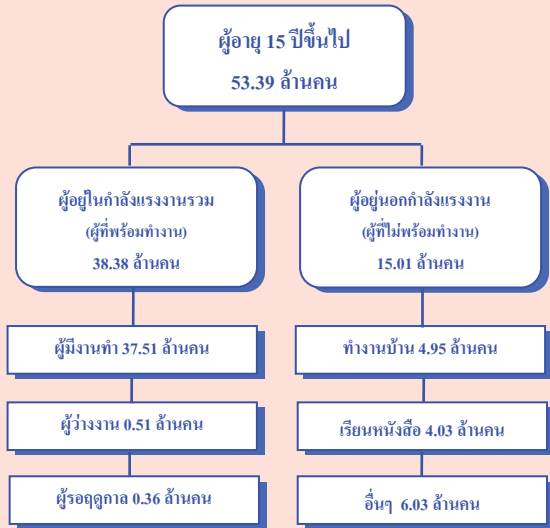 ผู้อายุ 15 ปีขึ้นไป
53.39 ล้านคน
ผู้อยู่ในกำลังแรงงานรวม
(ผู้ที่พร้อมทำงาน)
38.38 ล้านคน
ผู้อยู่นอกกำลังแรงงาน
(ผู้ที่ไม่พร้อมทำงาน)
15.01 ล้านคน
ผู้มีงานทำ 37.51 ล้านคน
ผู้ว่างงาน 0.51 ล้านคน
ผู้รอฤดูกาล 0.36 ล้านคน
ทำงานบ้าน 4.95 ล้านคน
เรียนหนังสือ 4.03 ล้านคน
อื่นๆ 6.03 ล้านคน